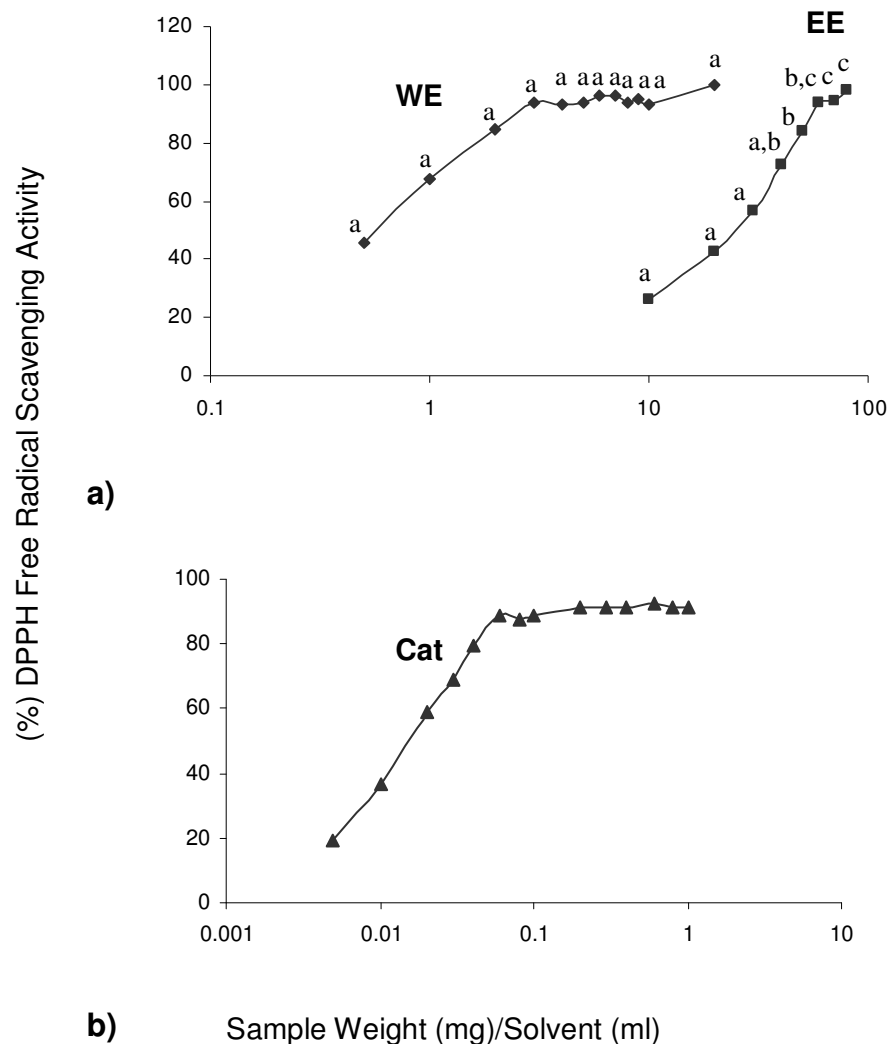 (%) DPPH Free Radical Scavenging Activity
120
100
80
60
40
20
0
0.1 1 10 100
WE
EE
a a a a a a a a a a a a
a a a a,b b b,c c c
a)
100
80
60
40
20
0
0.001 0.01 0.1 1 10
Cat
b) Sample Weight (mg)/Solvent (ml)